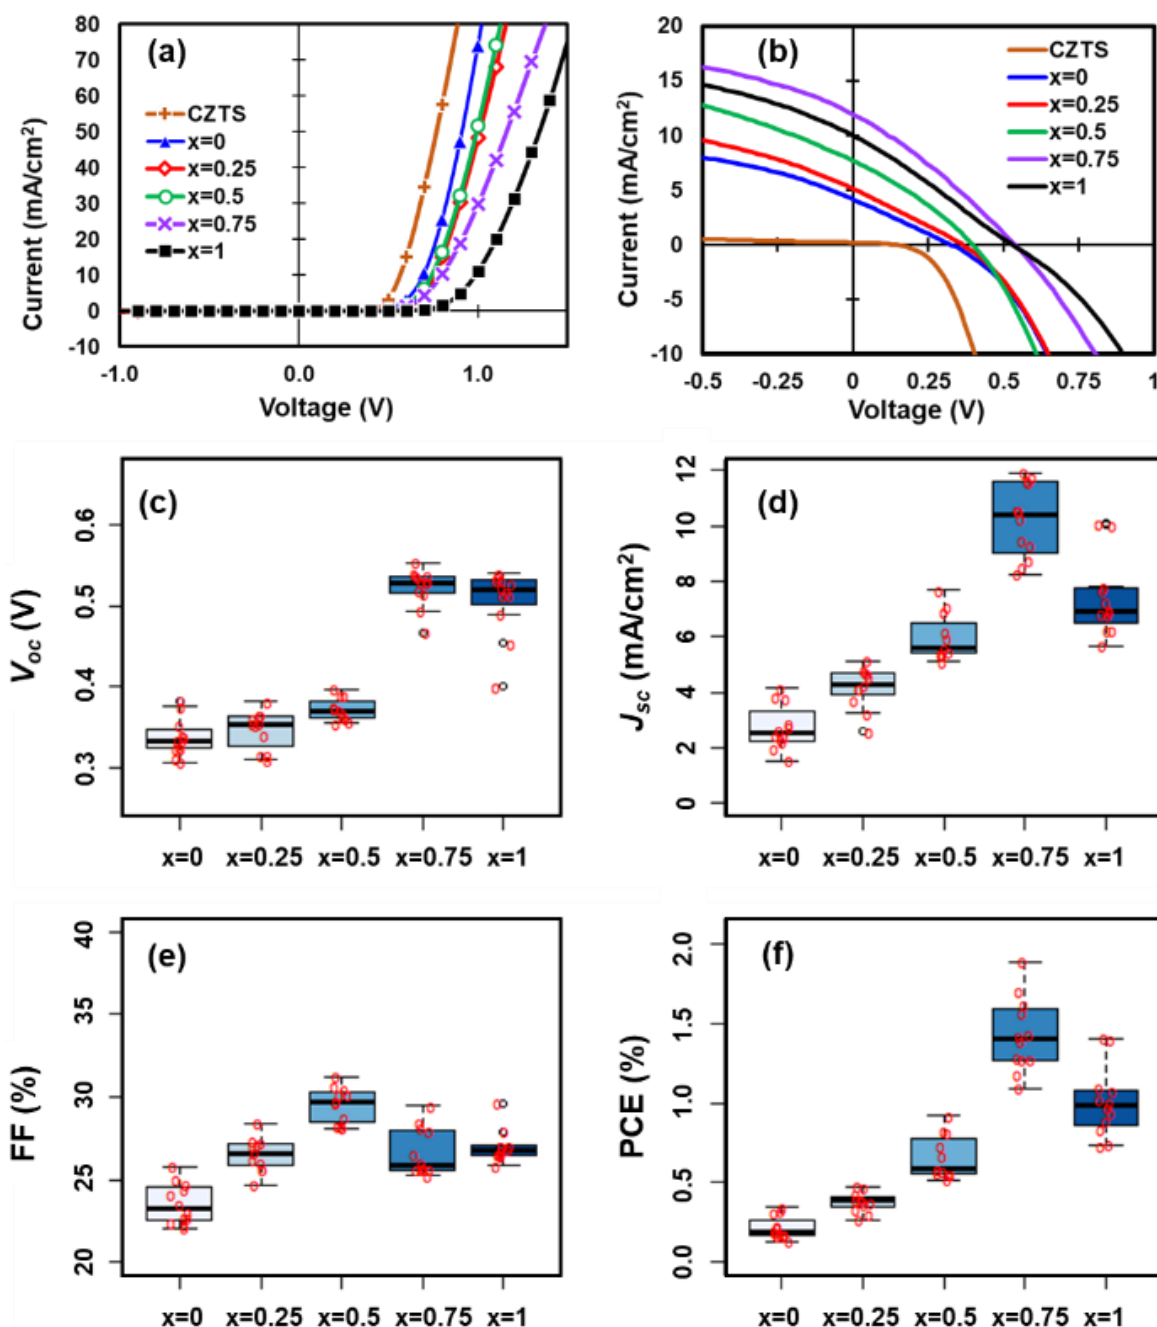 (a)
Current (mA/cm²)
80
70
60
50
40
30
20
10
0
-10
CZTS
x=0
x=0.25
x=0.5
x=0.75
x=1
-1.0
0.0
1.0
Voltage (V)
(b)
Current (mA/cm²)
20
15
10
5
0
-5
-10
CZTS
x=0
x=0.25
x=0.5
x=0.75
x=1
-0.5
-0.25
0
0.25
0.5
0.75
1
Voltage (V)
(c)
Voc (V)
0.6
0.5
0.4
0.3
x=0 x=0.25 x=0.5 x=0.75 x=1
(d)
Jsc (mA/cm²)
12
10
8
6
4
2
0
x=0 x=0.25 x=0.5 x=0.75 x=1
(e)
FF (%)
40
35
30
25
20
x=0 x=0.25 x=0.5 x=0.75 x=1
(f)
PCE (%)
2.0
1.5
1.0
0.5
0.0
x=0 x=0.25 x=0.5 x=0.75 x=1